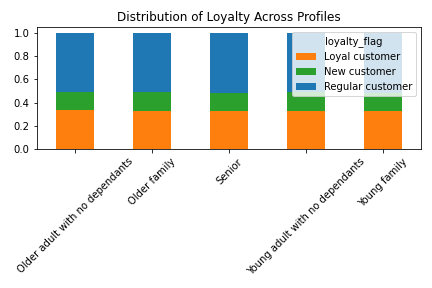 Distribution of Loyalty Across Profiles
1.0
0.8
0.6
0.4
0.2
0.0
loyalty_flag
Loyal customer
New customer
Regular customer
Older adult with no dependants
Older family
Senior
Young adult with no dependants
Young family